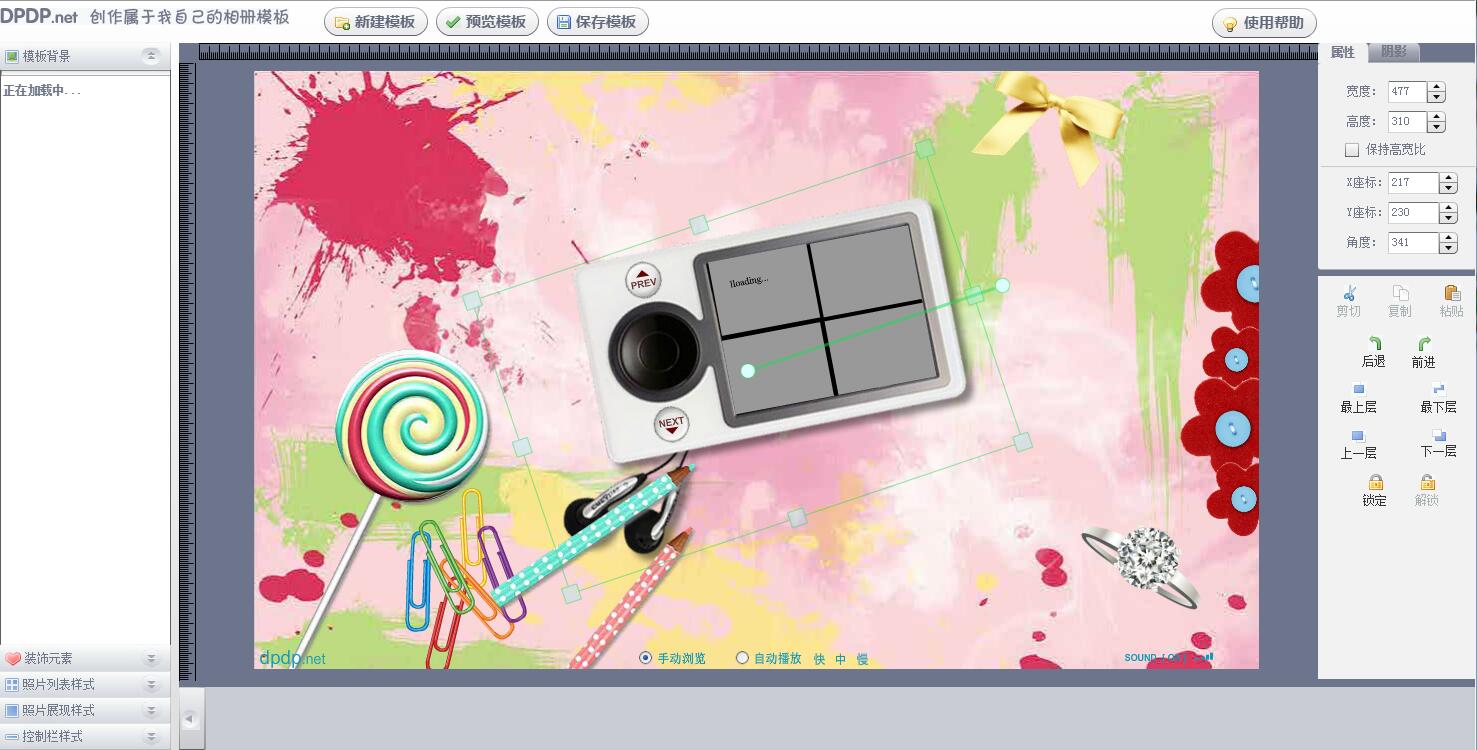 DPDP.net 创作属于我自己的相册模板
新建模板
预览模板
保存模板
使用帮助
模板背景
正在加载中...
装饰元素
照片列表样式
照片展现样式
控制栏样式
PREV
lloading...
NEXT
dpdp.net
手动浏览
自动播放
快 中 慢
SOUND
属性
阴影
宽度: 477
高度: 310
保持高宽比
X座标: 217
Y座标: 230
角度: 341
剪切
复制
粘贴
后退
前进
最上层
最下层
上一层
下一层
锁定
解锁